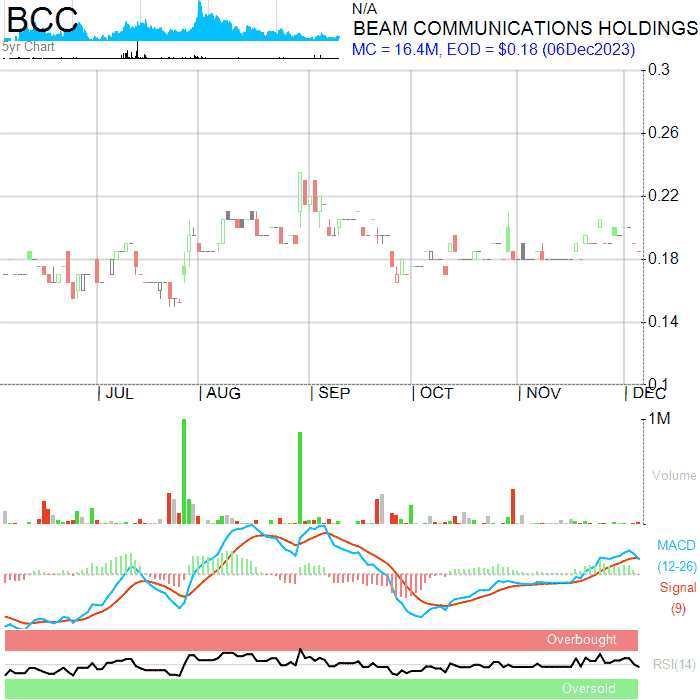 BCC
5yr Chart
N/A
BEAM COMMUNICATIONS HOLDINGS
MC = 16.4M, EOD = $0.18 (06Dec2023)
0.3
0.26
0.22
0.18
0.14
0.1
JUL AUG SEP OCT NOV DEC
1M
Volume
MACD
(12-26)
Signal
(9)
Overbought
RSI(14)
Oversold